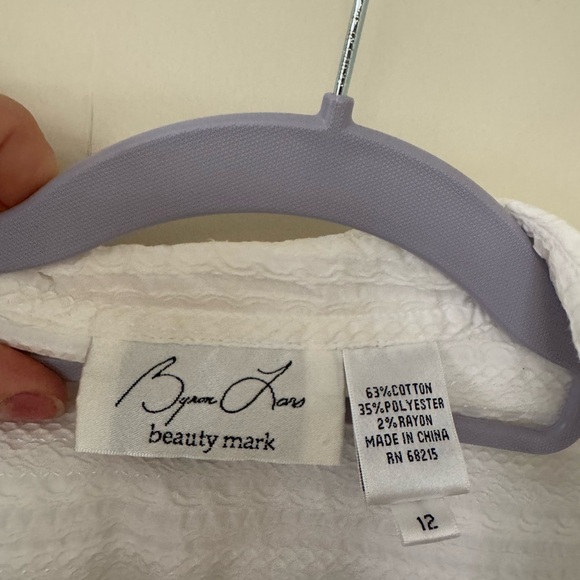 Byron Lars
beauty mark
63%COTTON
35%POLYESTER
2%RAYON
MADE IN CHINA
RN 68215
12